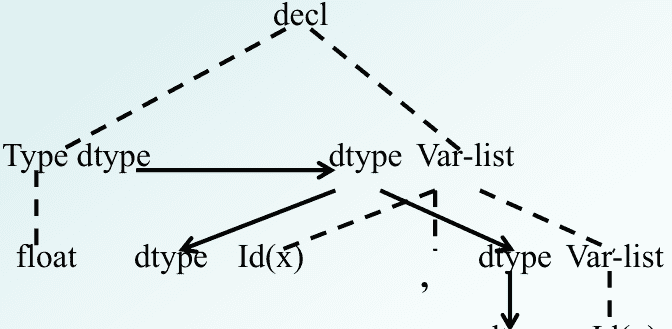 decl
Type dtype dtype Var-list
float dtype Id(x) , dtype Var-list